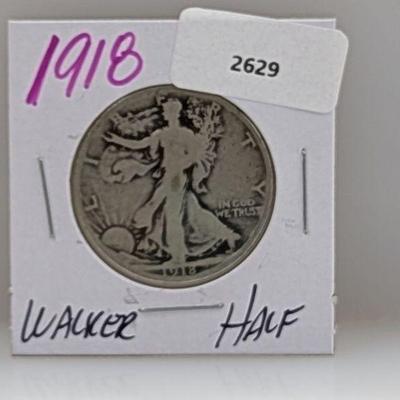 1918
2629
LIBERTY
IN GOD
WE TRUST
1918
WALKER HALF